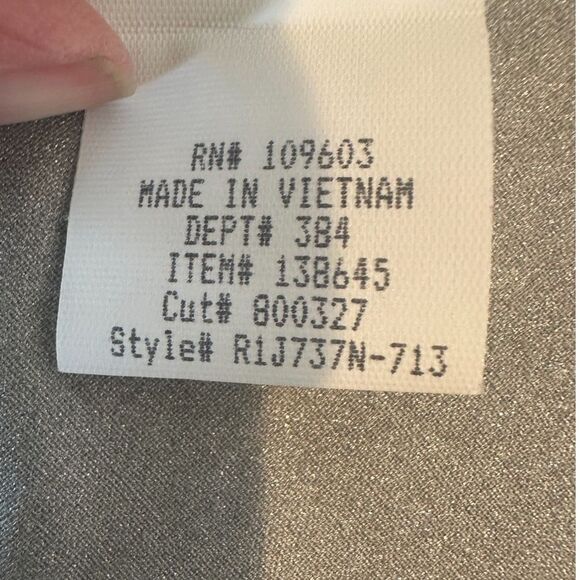 RN# 109603
MADE IN VIETNAM
DEPT# 384
ITEM# 138645
Cut# 800327
Style# R1J737N-713